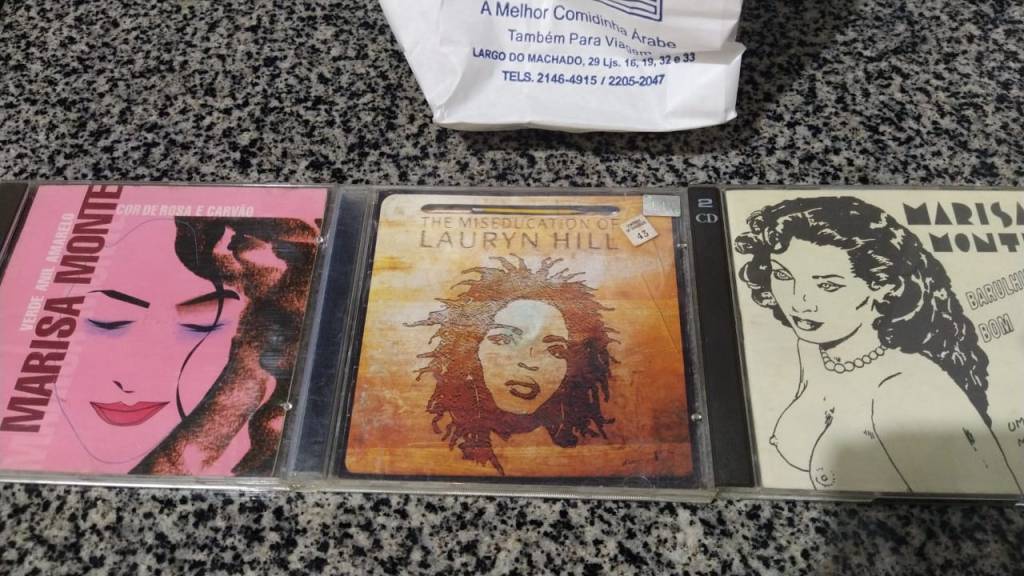 A Melhor Comidinha Árabe
Também Para Viagem
LARGO DO MACHADO, 29 Ljs. 16, 19, 32 e 33
TELS. 2146-4915 / 2205-2047
VERDE ANIL AMARELO
COR DE ROSA E CARVÃO
MARISA MONTE
THE MISEDUCATION OF
LAURYN HILL
43
2
CD
MARISA
MONTE
BARULHI
BOM
UM